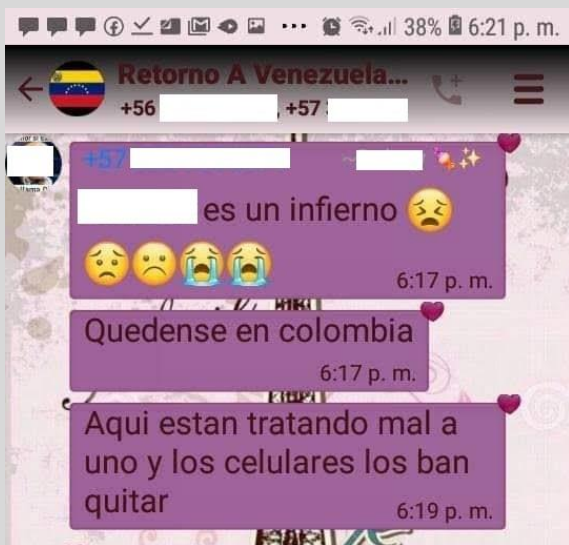 38% 6:21 p. m.
Retorno A Venezuela...
+56 , +57
+57 ~
es un infierno
6:17 p. m.
Quedense en colombia
6:17 p. m.
Aqui estan tratando mal a
uno y los celulares los ban
quitar
6:19 p. m.